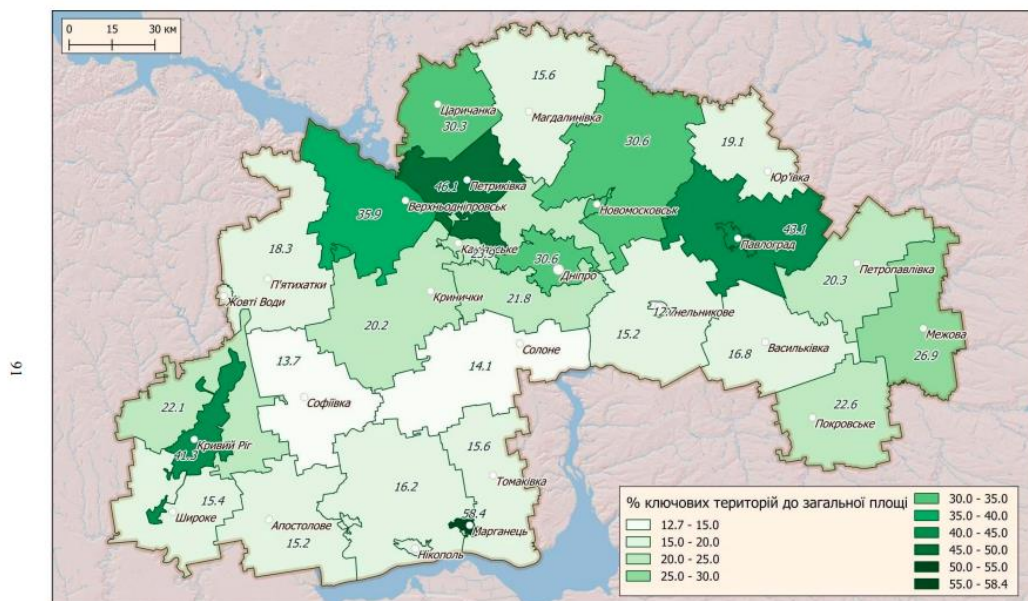 0 15 30 км
15.6
Царичанка
30.3
Магдалинівка
30.6
19.1
Юр'ївка
46.1
Петриківка
35.9
Верхньодніпровськ
Новомосковськ
43.1
Павлоград
18.3
П'ятихатки
Жовті Води
30.6
Дніпро
Петропавлівка
20.3
Кринички
21.8
20.2
15.2
Васильківка
16.8
Межова
26.9
13.7
Софіївка
14.1
Солоне
22.1
Кривий Ріг
41.3
22.6
Покровське
15.4
Широке
Апостолове
15.2
16.2
15.6
Томаківка
58.4
Марганець
Нікополь
% ключових територій до загальної площі
12.7 - 15.0
15.0 - 20.0
20.0 - 25.0
25.0 - 30.0
30.0 - 35.0
35.0 - 40.0
40.0 - 45.0
45.0 - 50.0
50.0 - 55.0
55.0 - 58.4